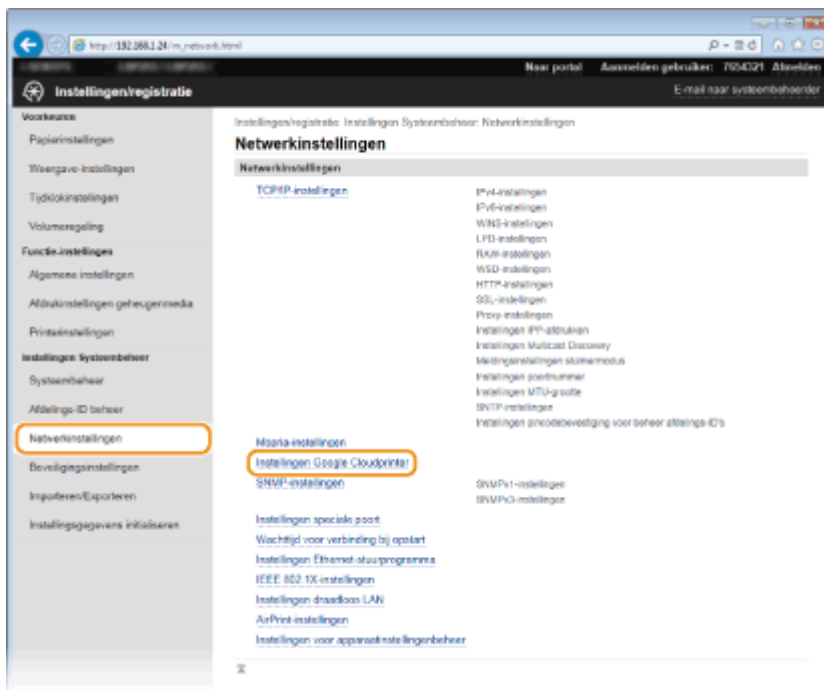 http://192.168.1.24/m_network.html
Naar portal Aanmelden gebruiker: 7654321 Afmelden
Instellingen/registratie
E-mail naar systeembeheerder
Voorkeuren
Papierinstellingen
Weergave-instellingen
Tijdklokinstellingen
Volumeregeling
Functie-instellingen
Algemene instellingen
Afdrukinstellingen geheugenmedia
Printerinstellingen
Instellingen Systeembeheer
Systeembeheer
Afdelings-ID beheer
Netwerkinstellingen
Beveiligingsinstellingen
Importeren/Exporteren
Instellingsgegevens initialiseren
Instellingen/registratie: Instellingen Systeembeheer: Netwerkinstellingen
Netwerkinstellingen
Netwerkinstellingen
TCP/IP-instellingen
IPv4-instellingen
IPv6-instellingen
WINS-instellingen
LPD-instellingen
RAW-instellingen
WSD-instellingen
HTTP-instellingen
SSL-instellingen
Proxy-instellingen
Instellingen IPP-afdrukken
Instellingen Multicast Discovery
Meldingsinstellingen sluimermodus
Instellingen poortnummer
Instellingen MTU-grootte
SNTP-instellingen
Instellingen pincodebevestiging voor beheer afdelings-ID's
Mopria-instellingen
Instellingen Google Cloudprinter
SNMP-instellingen
SNMPv1-instellingen
SNMPv3-instellingen
Instellingen speciale poort
Wachttijd voor verbinding bij opstart
Instellingen Ethernet-stuurprogramma
IEEE 802.1X-instellingen
Instellingen draadloos LAN
AirPrint-instellingen
Instellingen voor apparaatinstellingenbeheer